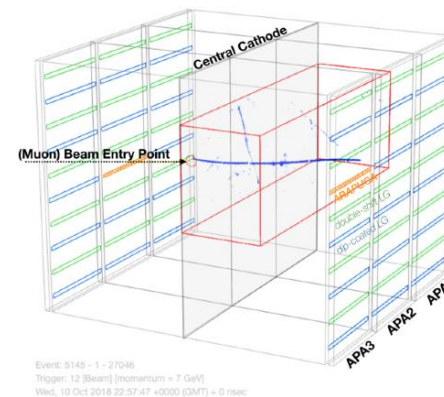 Central Cathode
(Muon) Beam Entry Point
ARAPUCA
double-shift LG
dip-coated LG
APA3
APA2
APA
Event: 5145 - 1 - 27046
Trigger: 12 [Beam] [momentum = 7 GeV]
Wed, 10 Oct 2018 22:57:47 +0000 (GMT) + 0 nsec